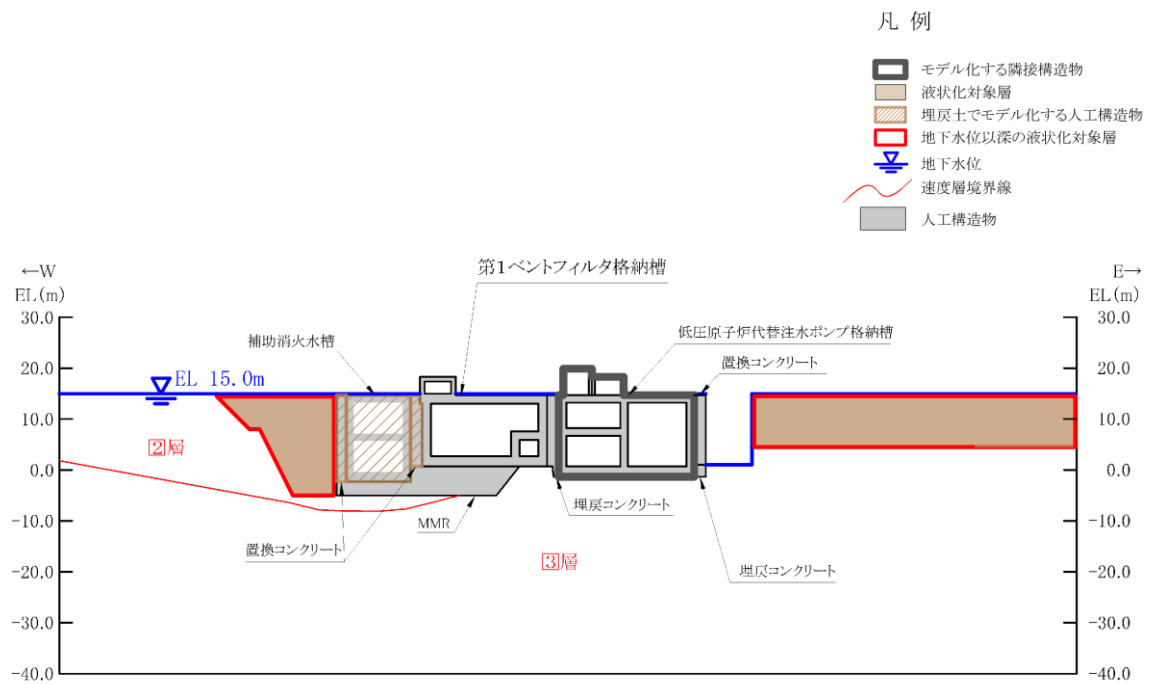 凡 例
モデル化する隣接構造物
液状化対象層
埋戻土でモデル化する人工構造物
地下水位以深の液状化対象層
地下水位
速度層境界線
人工構造物
←W
EL(m)
E→
EL(m)
第1ベントフィルタ格納槽
低圧原子炉代替注水ポンプ格納槽
補助消火水槽
置換コンクリート
EL 15.0m
30.0
20.0
10.0
0.0
-10.0
-20.0
-30.0
-40.0
30.0
20.0
10.0
0.0
-10.0
-20.0
-30.0
-40.0
②層
③層
埋戻コンクリート
MMR
置換コンクリート
埋戻コンクリート